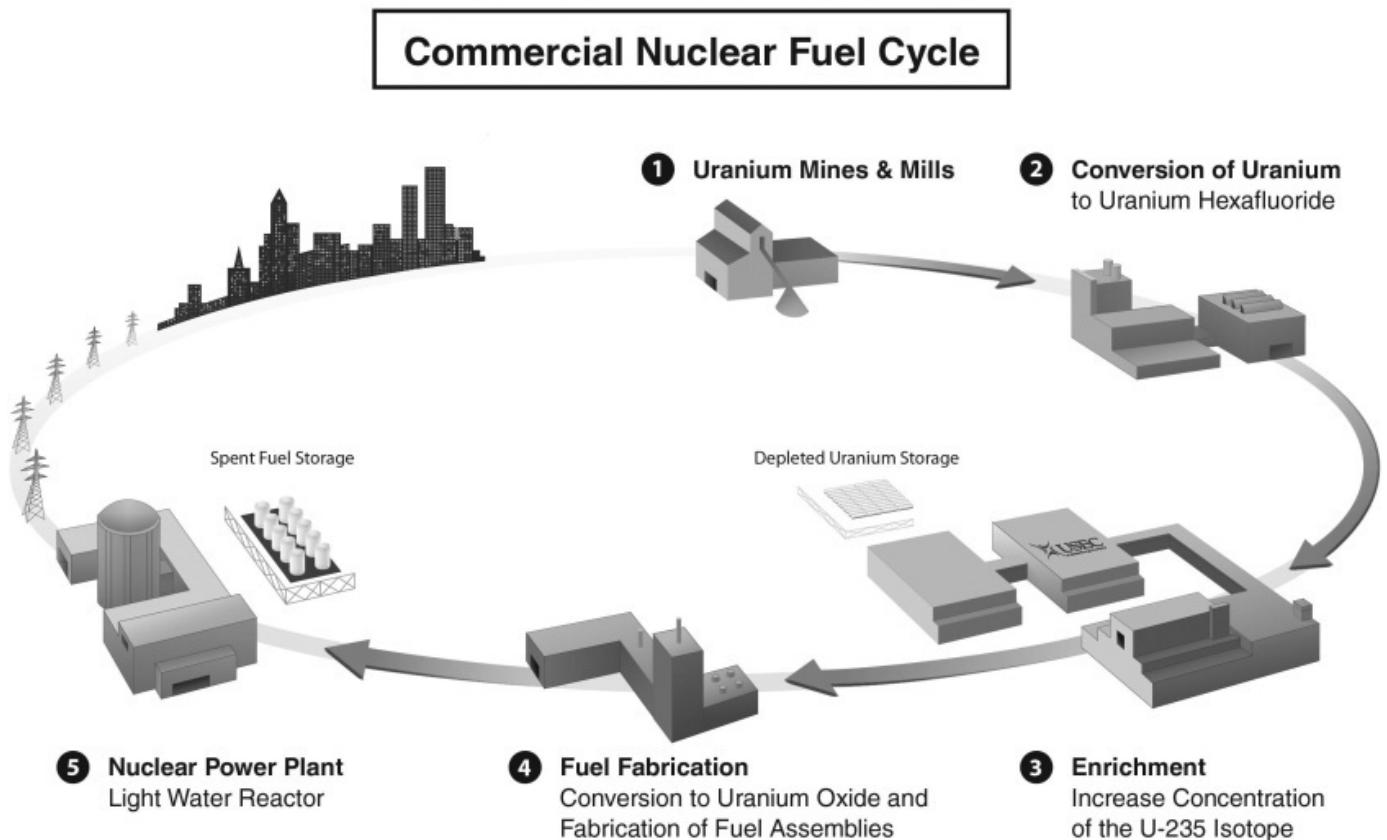 Commercial Nuclear Fuel Cycle
1 Uranium Mines & Mills
2 Conversion of Uranium
to Uranium Hexafluoride
Spent Fuel Storage
Depleted Uranium Storage
USEC
5 Nuclear Power Plant
Light Water Reactor
4 Fuel Fabrication
Conversion to Uranium Oxide and
Fabrication of Fuel Assemblies
3 Enrichment
Increase Concentration
of the U-235 Isotope